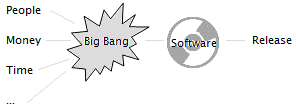 People
Money
Big Bang
Software
Release
Time
...